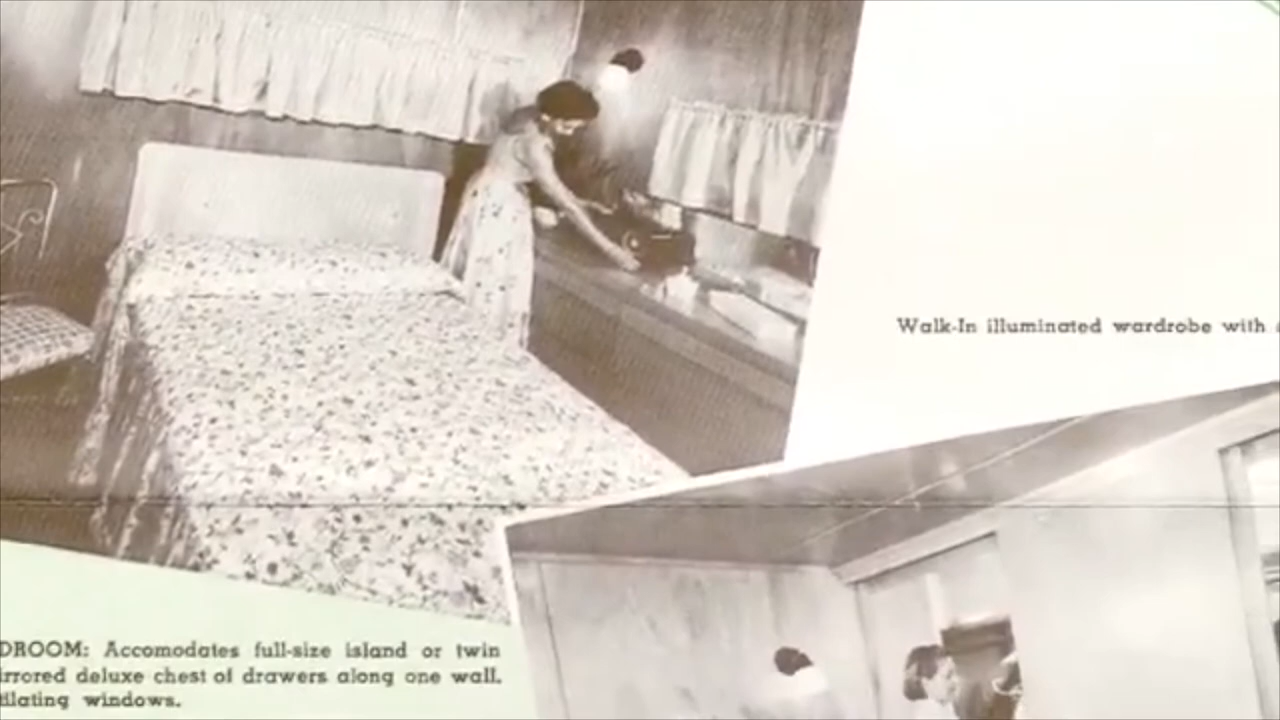 Walk-In illuminated wardrobe with
DROOM: Accomodates full-size island or twin
irrored deluxe chest of drawers along one wall.
tilating windows.